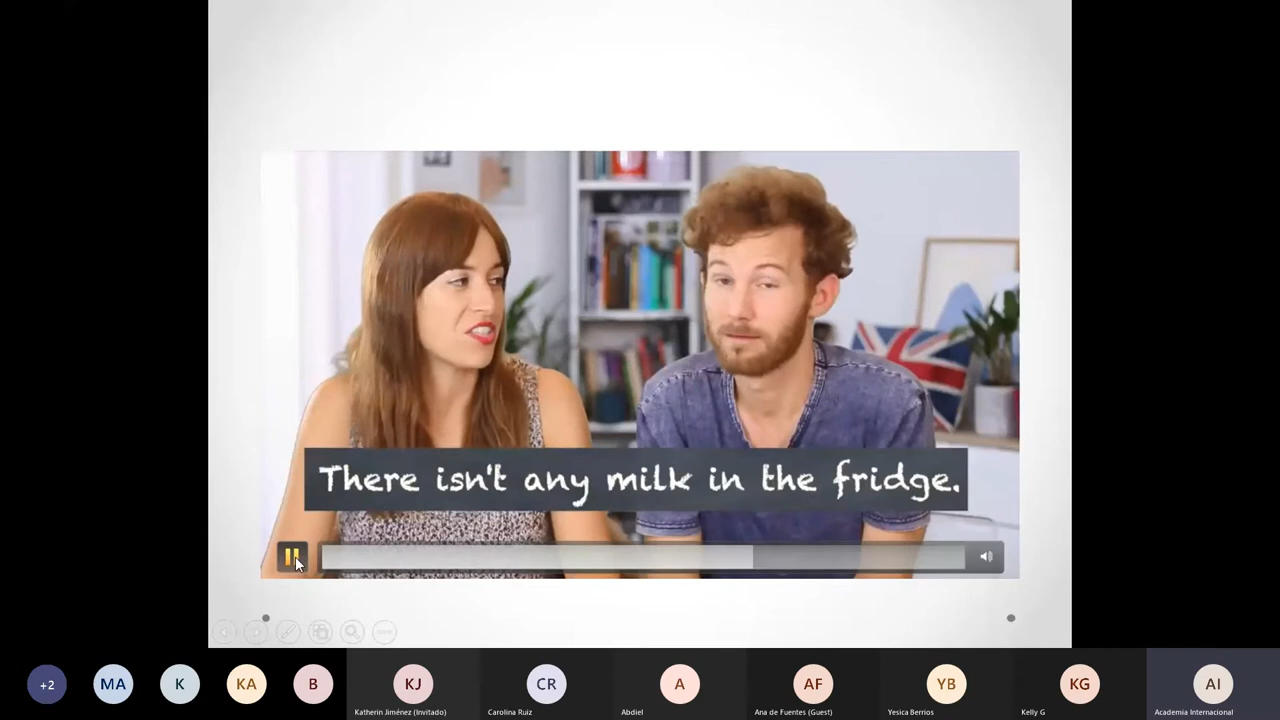 There isn't any milk in the fridge.
+2
MA
K
KA
B
KJ
CR
A
AF
YB
KG
AI
Katherin Jiménez (Invitado)
Carolina Ruiz
Abdiel
Ana de Fuentes (Guest)
Yesica Berrios
Kelly G
Academia Internacional